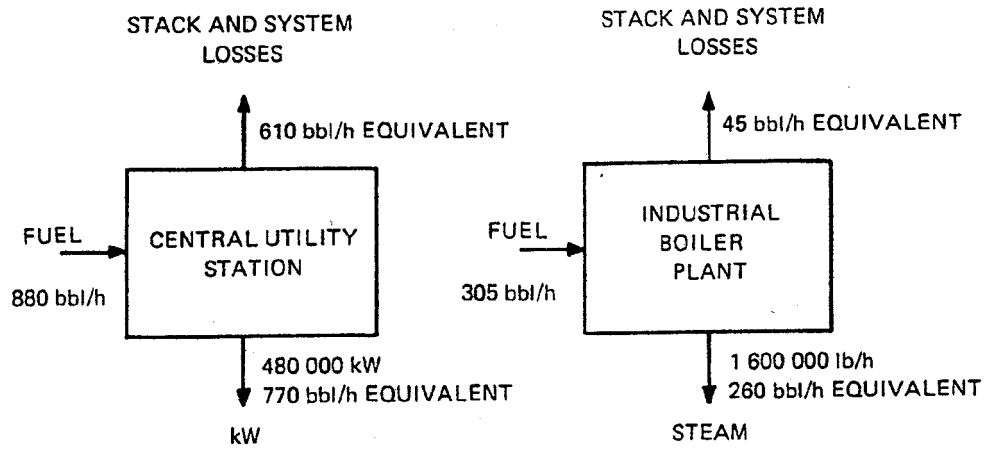 STACK AND SYSTEM
LOSSES
610 bbl/h EQUIVALENT
FUEL
880 bbl/h
CENTRAL UTILITY
STATION
480 000 kW
770 bbl/h EQUIVALENT
kW
STACK AND SYSTEM
LOSSES
45 bbl/h EQUIVALENT
FUEL
305 bbl/h
INDUSTRIAL
BOILER
PLANT
1 600 000 lb/h
260 bbl/h EQUIVALENT
STEAM